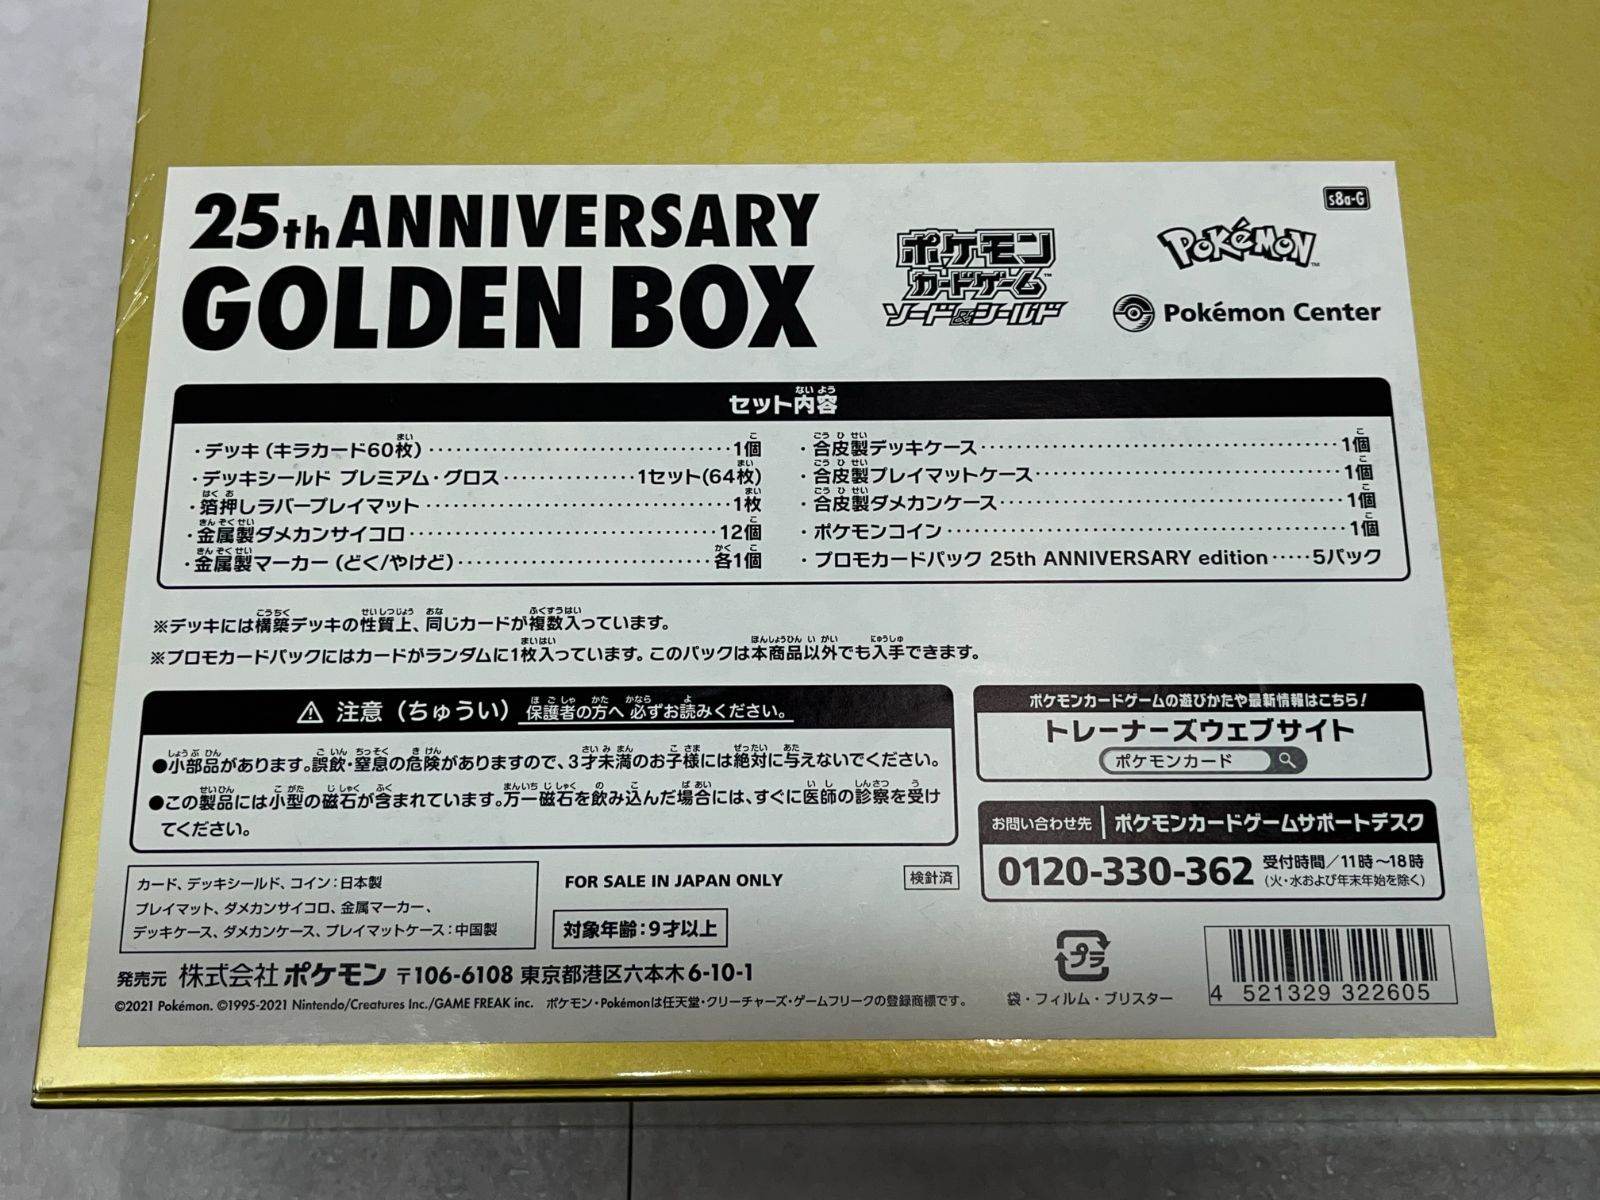 25th ANNIVERSARY
GOLDEN BOX
ポケモン
カードゲーム™
ソード&シールド
s8a-G
POKéMON™
Pokémon Center
セット内容
ないよう
・デッキ(キラカード60枚)……1個
・デッキシールド プレミアム・グロス……1セット(64枚)
・箔押しラバープレイマット……1枚
・金属製ダメカンサイコロ……12個
・金属製マーカー(どく/やけど)……各1個
・合皮製デッキケース……1個
・合皮製プレイマットケース……1個
・合皮製ダメカンケース……1個
・ポケモンコイン……1個
・プロモカードパック 25th ANNIVERSARY edition……5パック
※デッキには構築デッキの性質上、同じカードが複数入っています。
※プロモカードパックにはカードがランダムに1枚入っています。このパックは本商品以外でも入手できます。
⚠ 注意(ちゅうい) 保護者の方へ 必ずお読みください。
●小部品があります。誤飲・窒息の危険がありますので、3才未満のお子様には絶対に与えないでください。
●この製品には小型の磁石が含まれています。万一磁石を飲み込んだ場合には、すぐに医師の診察を受け
てください。
ポケモンカードゲームの遊びかたや最新情報はこちら!
トレーナーズウェブサイト
ポケモンカード
お問い合わせ先 | ポケモンカードゲームサポートデスク
0120-330-362 受付時間/11時〜18時
(火・水および年末年始を除く)
カード、デッキシールド、コイン:日本製
プレイマット、ダメカンサイコロ、金属マーカー、
デッキケース、ダメカンケース、プレイマットケース:中国製
FOR SALE IN JAPAN ONLY
検針済
対象年齢:9才以上
発売元 株式会社 ポケモン 〒106-6108 東京都港区六本木6-10-1
©2021 Pokémon. ©1995-2021 Nintendo/Creatures Inc./GAME FREAK inc. ポケモン・Pokémonは任天堂・クリーチャーズ・ゲームフリークの登録商標です。
プラ
袋・フィルム・ブリスター
4 521329 322605